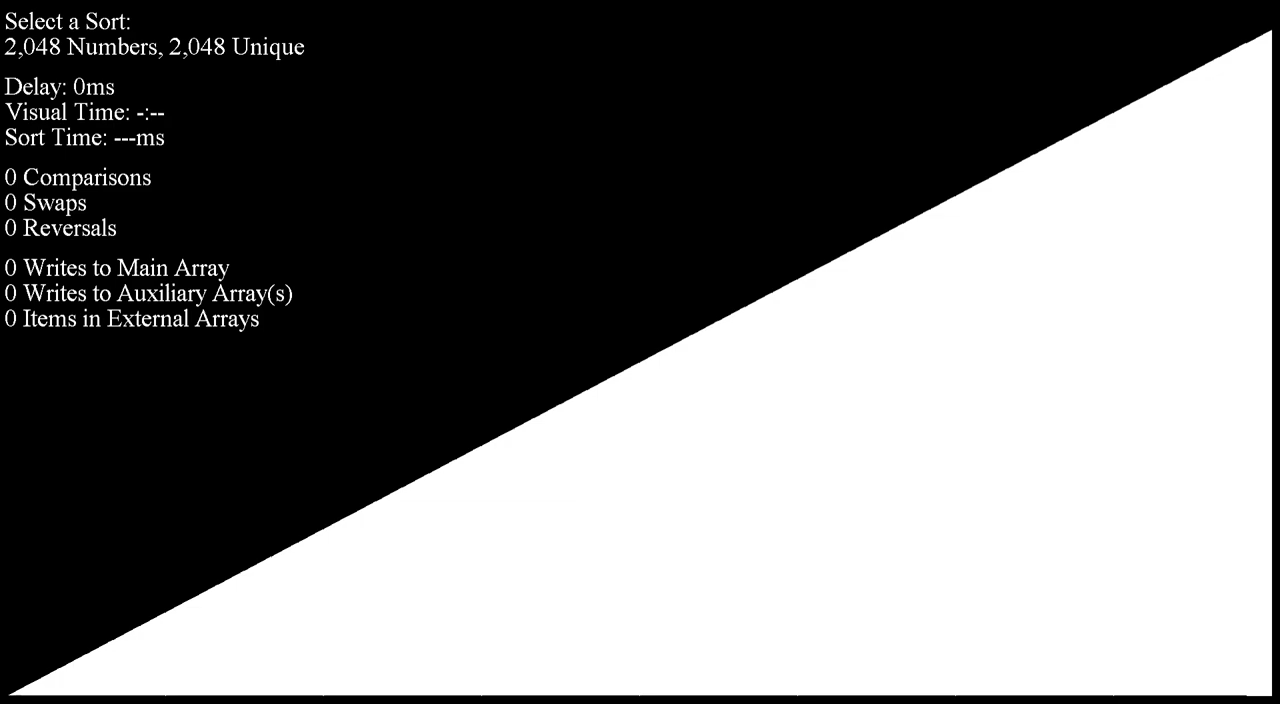 Select a Sort:
2,048 Numbers, 2,048 Unique
Delay: 0ms
Visual Time: -:--
Sort Time: ---ms
0 Comparisons
0 Swaps
0 Reversals
0 Writes to Main Array
0 Writes to Auxiliary Array(s)
0 Items in External Arrays